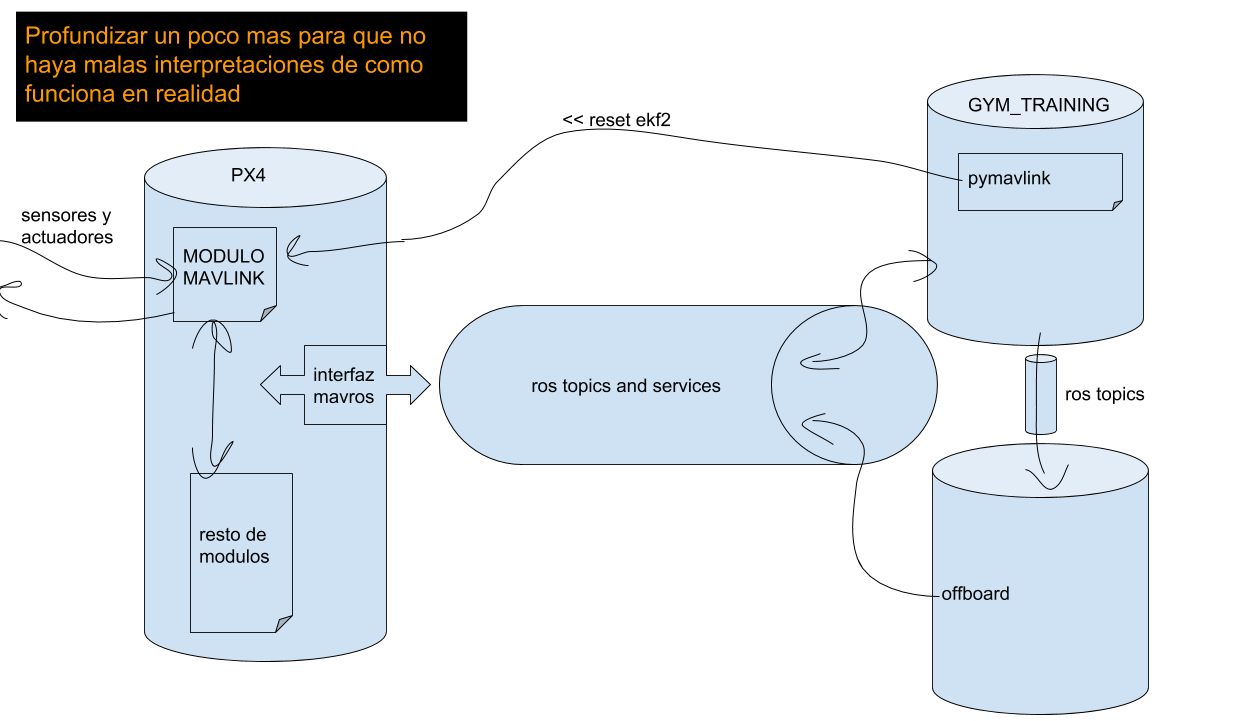 Profundizar un poco mas para que no
haya malas interpretaciones de como
funciona en realidad
<< reset ekf2
GYM_TRAINING
pymavlink
PX4
sensores y
actuadores
MODULO
MAVLINK
interfaz
mavros
ros topics and services
ros topics
resto de
modulos
offboard